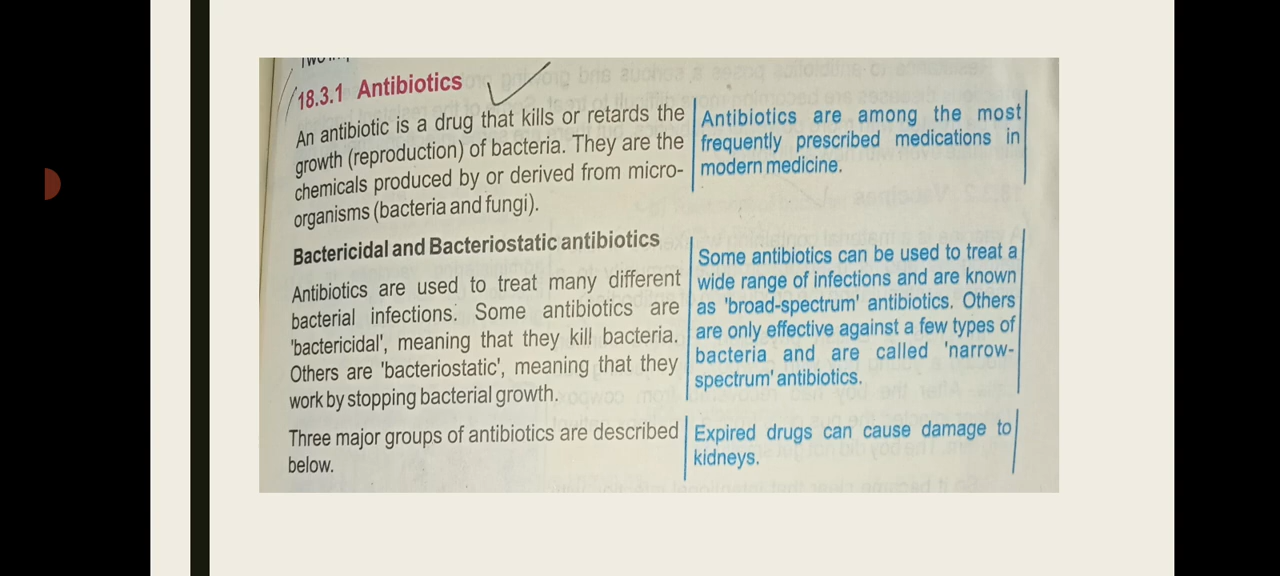 18.3.1 Antibiotics
An antibiotic is a drug that kills or retards the
growth (reproduction) of bacteria. They are the
chemicals produced by or derived from micro-
organisms (bacteria and fungi).
Antibiotics are among the most
frequently prescribed medications in
modern medicine.
Bactericidal and Bacteriostatic antibiotics
Antibiotics are used to treat many different
bacterial infections. Some antibiotics are
'bactericidal', meaning that they kill bacteria.
Others are 'bacteriostatic', meaning that they
work by stopping bacterial growth.
Some antibiotics can be used to treat a
wide range of infections and are known
as 'broad-spectrum' antibiotics. Others
are only effective against a few types of
bacteria and are called 'narrow-
spectrum' antibiotics.
Three major groups of antibiotics are described
below.
Expired drugs can cause damage to
kidneys.